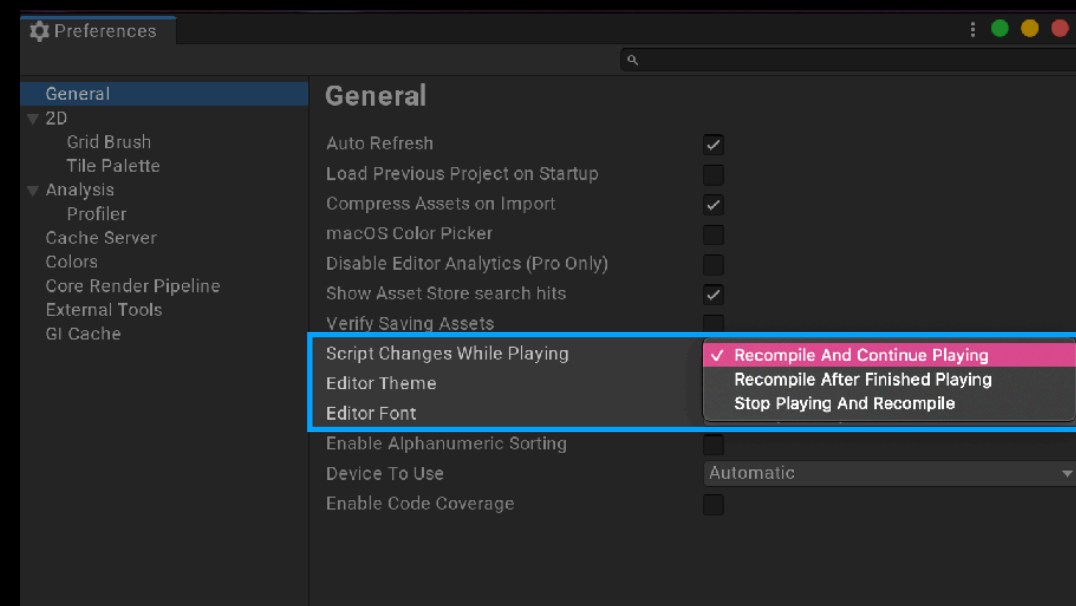 Preferences
General
2D
Grid Brush
Tile Palette
Analysis
Profiler
Cache Server
Colors
Core Render Pipeline
External Tools
GI Cache
General
Auto Refresh
Load Previous Project on Startup
Compress Assets on Import
macOS Color Picker
Disable Editor Analytics (Pro Only)
Show Asset Store search hits
Verify Saving Assets
Script Changes While Playing
Recompile And Continue Playing
Editor Theme
Recompile After Finished Playing
Stop Playing And Recompile
Editor Font
Enable Alphanumeric Sorting
Device To Use
Automatic
Enable Code Coverage